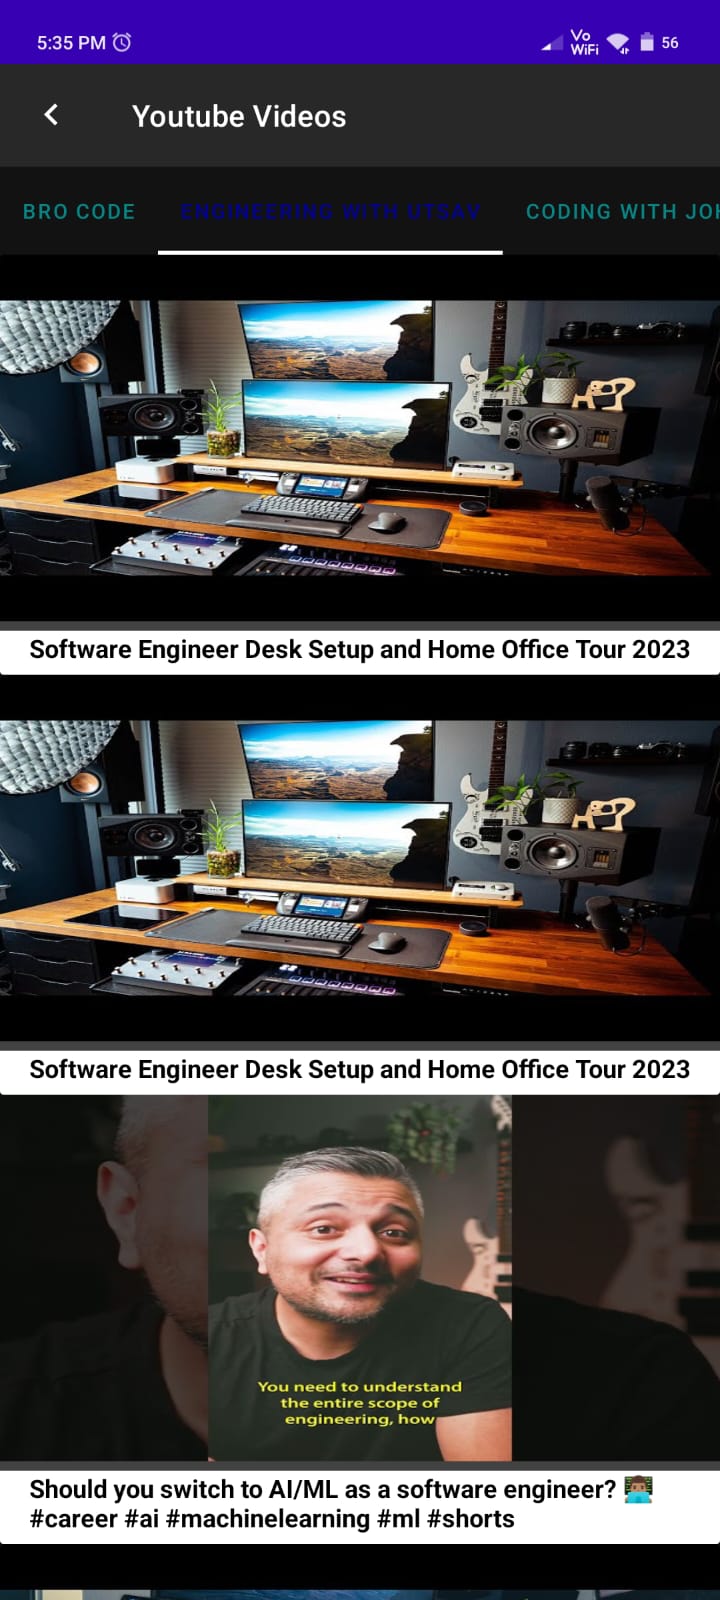 5:35 PM
Vo
WiFi
56
Youtube Videos
BRO CODE
ENGINEERING WITH UTSAV
CODING WITH JOH
Software Engineer Desk Setup and Home Office Tour 2023
Software Engineer Desk Setup and Home Office Tour 2023
You need to understand
the entire scope of
engineering, how
Should you switch to AI/ML as a software engineer? 👨🏽‍💻
#career #ai #machinelearning #ml #shorts